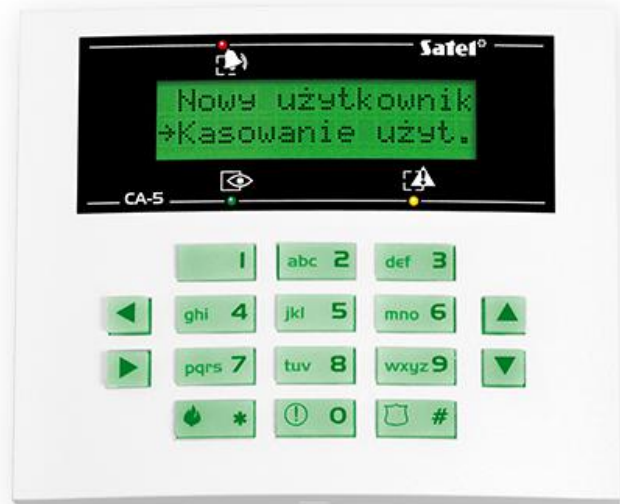 Satel
Nowy użytkownik
→Kasowanie użyt.
CA-5
1 abc 2 def 3
ghi 4 jkl 5 mno 6
pqrs 7 tuv 8 wxyz 9
* 0 #